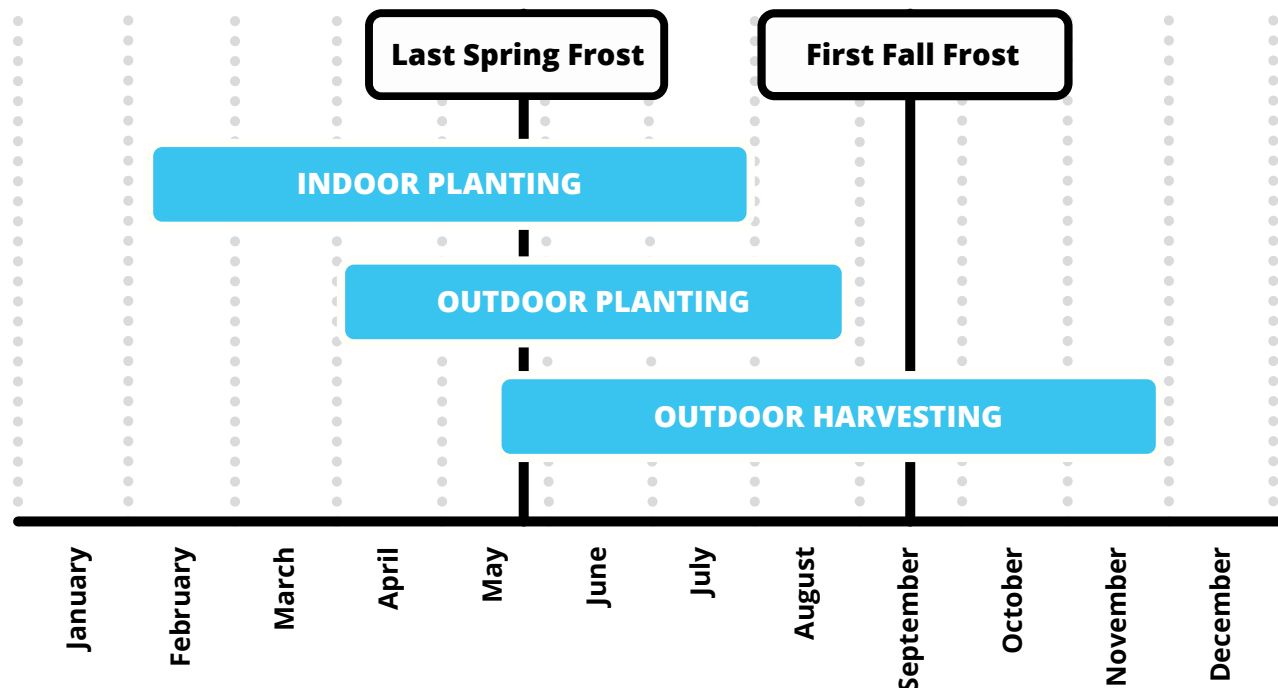 Last Spring Frost
First Fall Frost
INDOOR PLANTING
OUTDOOR PLANTING
OUTDOOR HARVESTING
January
February
March
April
May
June
July
August
September
October
November
December